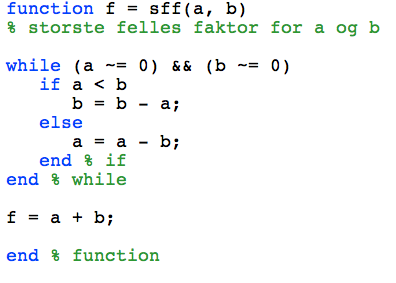 function f = sff(a, b)
% storste felles faktor for a og b
while (a ~= 0) && (b ~= 0)
if a < b
b = b - a;
else
a = a - b;
end % if
end % while
f = a + b;
end % function